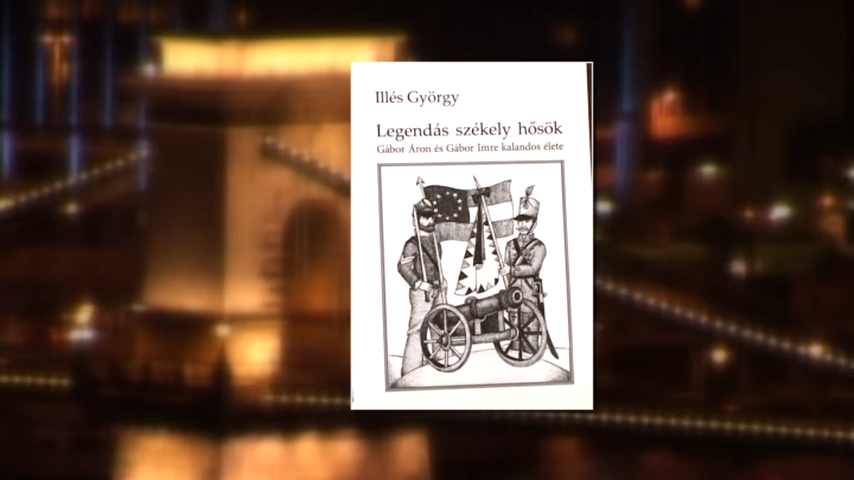 Illés György
Legendás székely hősök
Gábor Áron és Gábor Imre kalandos élete